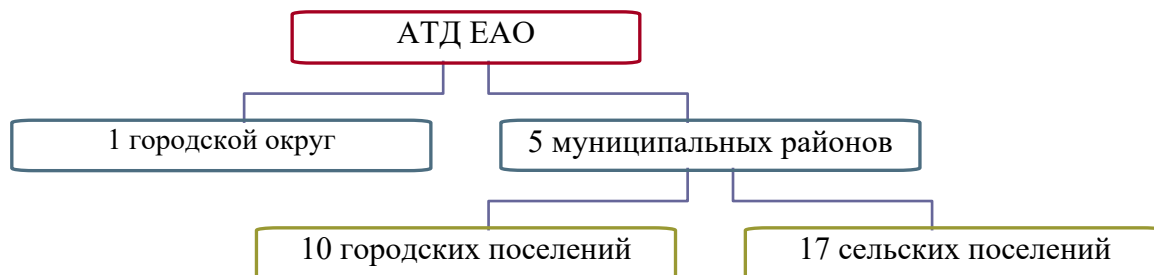 АТД ЕАО
1 городской округ
5 муниципальных районов
10 городских поселений
17 сельских поселений